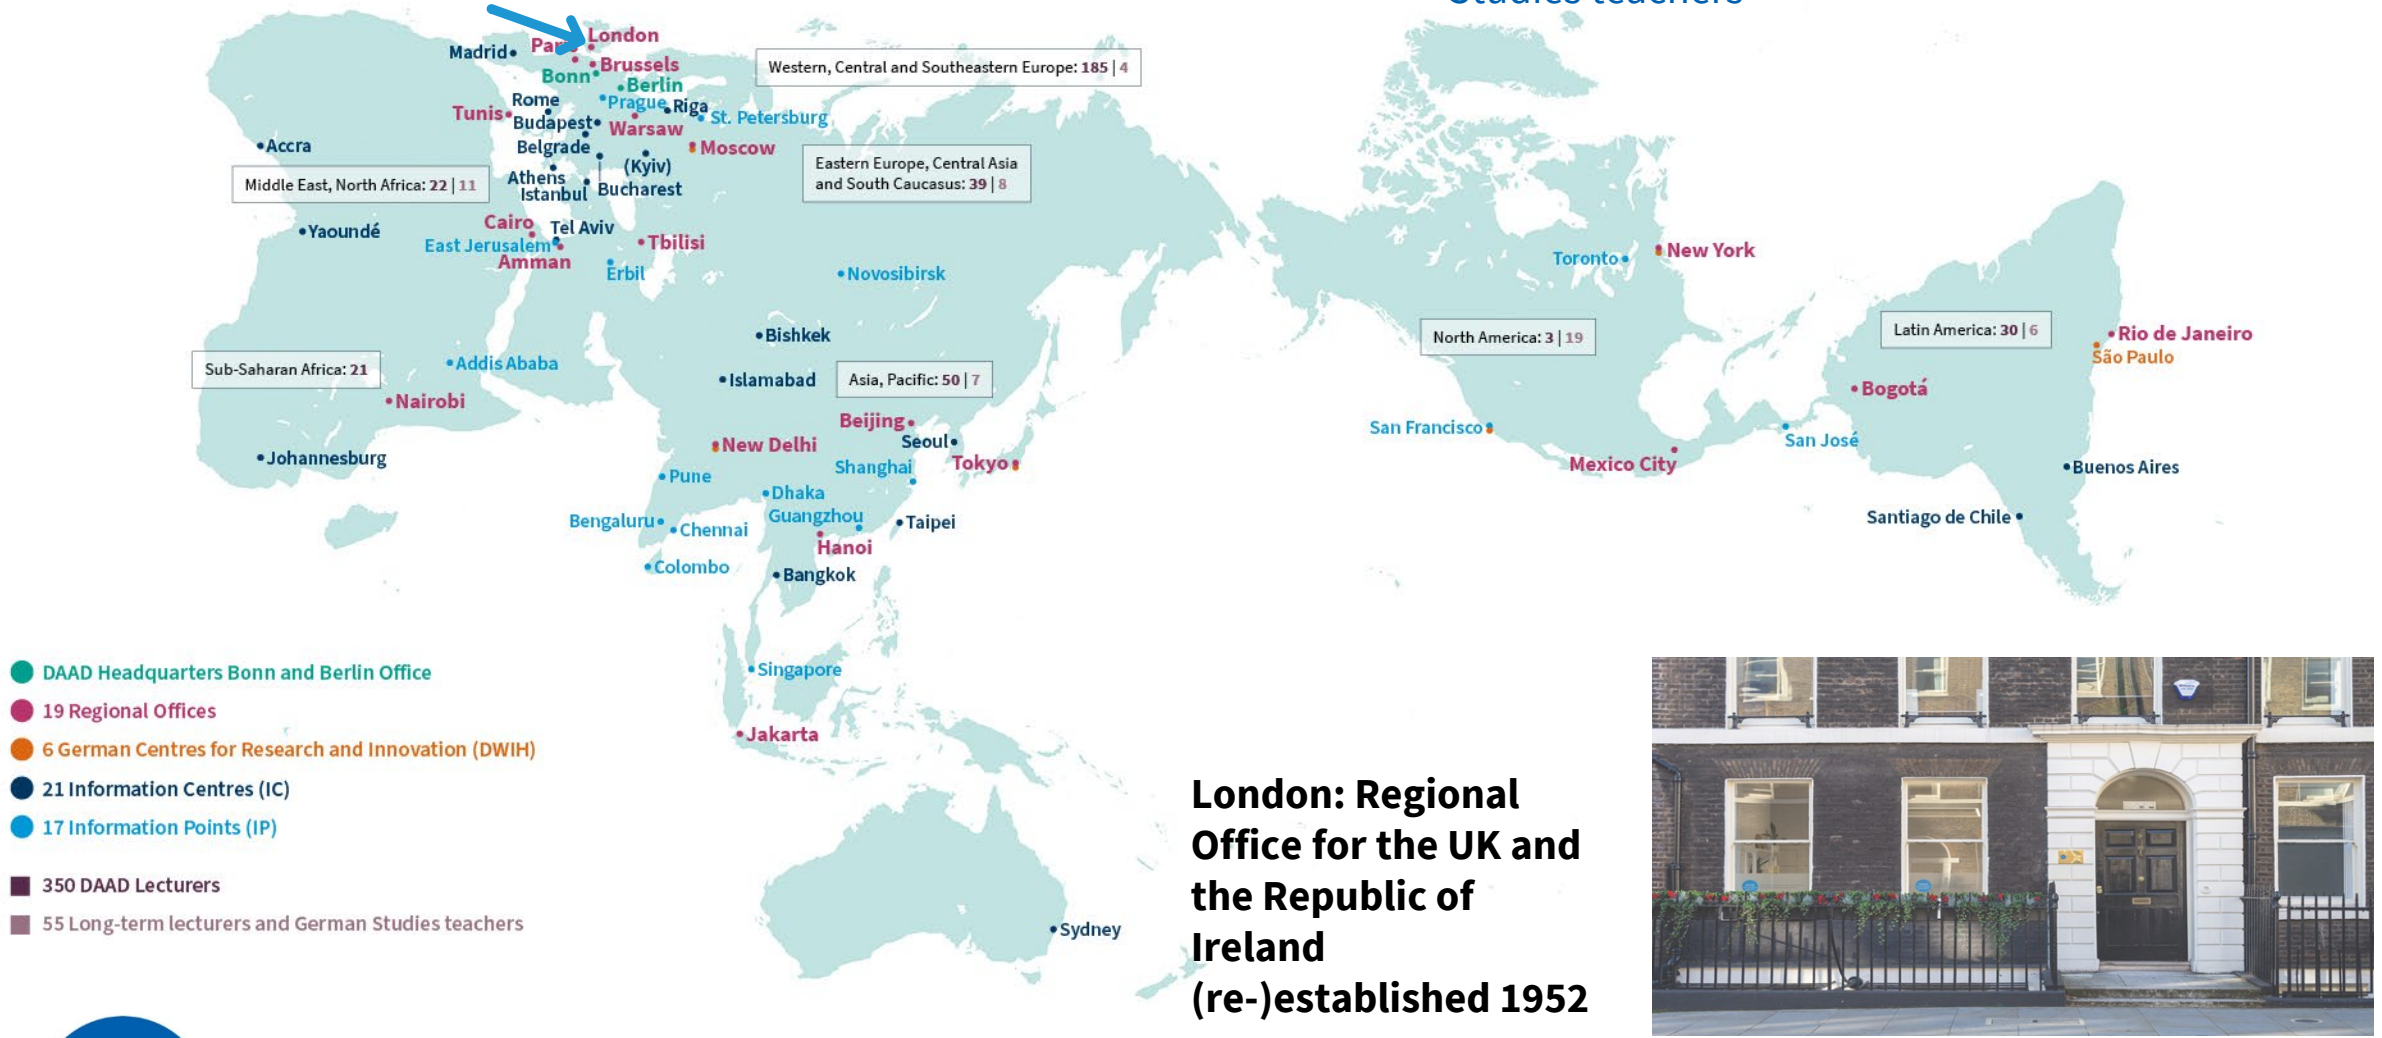 Studies teachers
London
Madrid
Paris
Brussels
Western, Central and Southeastern Europe: 185 | 4
Bonn
Berlin
Rome
Prague
Riga
Tunis
St. Petersburg
Budapest
Warsaw
Accra
Belgrade
Moscow
(Kyiv)
Eastern Europe, Central Asia
and South Caucasus: 39 | 8
Middle East, North Africa: 22 | 11
Athens
Istanbul
Bucharest
Cairo
Tel Aviv
Yaoundé
East Jerusalem
Tbilisi
Amman
Erbil
Novosibirsk
Toronto
New York
Bishkek
North America: 3 | 19
Latin America: 30 | 6
Rio de Janeiro
São Paulo
Sub-Saharan Africa: 21
Addis Ababa
Islamabad
Asia, Pacific: 50 | 7
Nairobi
Bogotá
Beijing
San Francisco
New Delhi
Seoul
San José
Johannesburg
Shanghai
Tokyo
Mexico City
Buenos Aires
Pune
Dhaka
Bengaluru
Chennai
Guangzhou
Taipei
Santiago de Chile
Hanoi
Colombo
Bangkok
Singapore
Jakarta
Sydney
DAAD Headquarters Bonn and Berlin Office
19 Regional Offices
6 German Centres for Research and Innovation (DWIH)
21 Information Centres (IC)
17 Information Points (IP)
350 DAAD Lecturers
55 Long-term lecturers and German Studies teachers
London: Regional
Office for the UK and
the Republic of
Ireland
(re-)established 1952